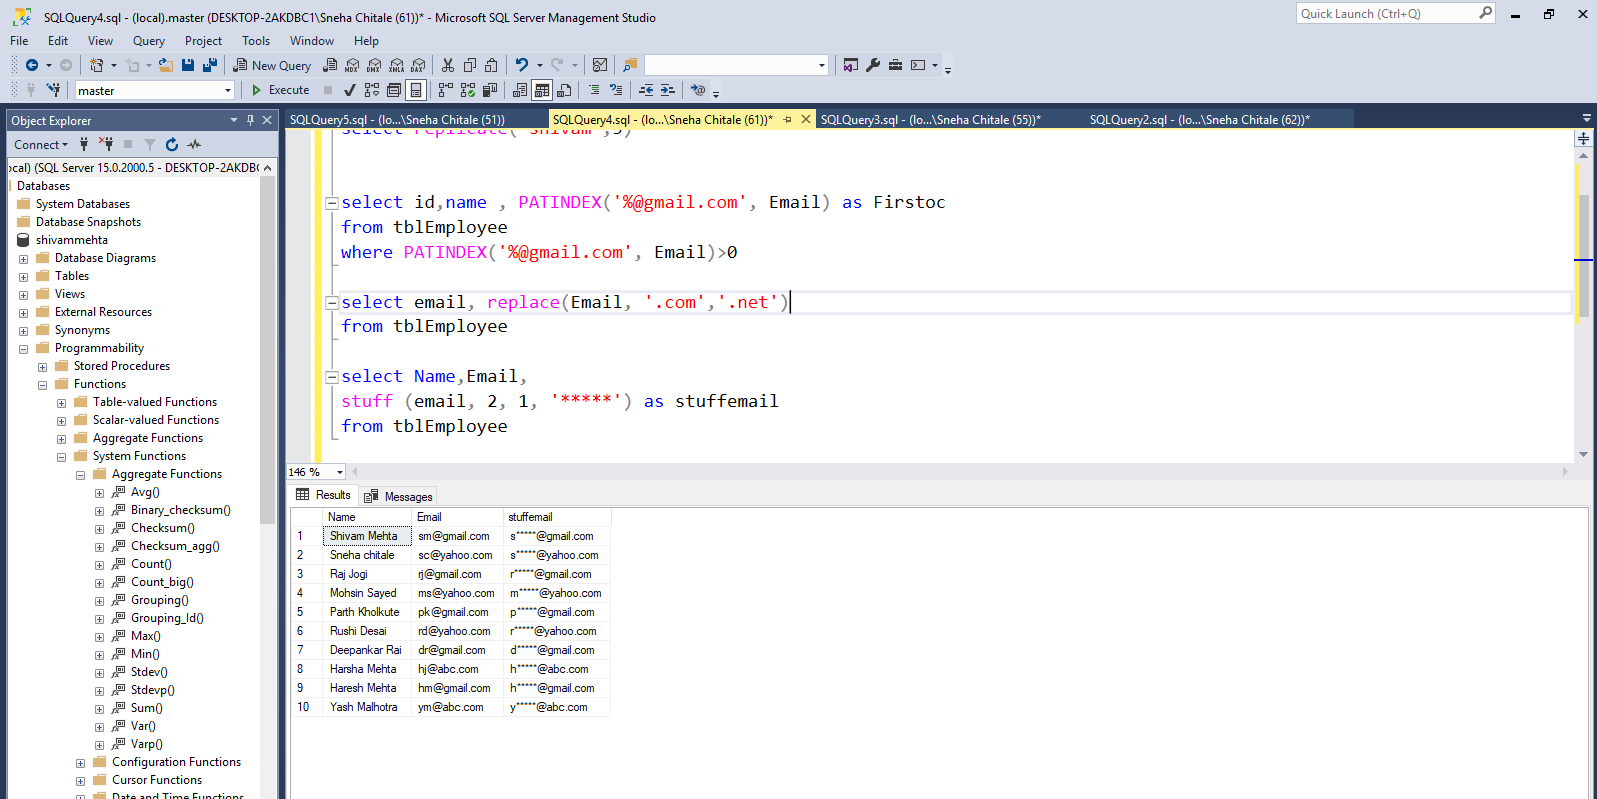 SQLQuery4.sql - (local).master (DESKTOP-2AKDBC1\Sneha Chitale (61))* - Microsoft SQL Server Management Studio
Quick Launch (Ctrl+Q)
File Edit View Query Project Tools Window Help
New Query
MDX DMX XMLA DAX
master
Execute
Object Explorer
SQLQuery5.sql - (lo...\Sneha Chitale (51))
SQLQuery4.sql - (lo...\Sneha Chitale (61))*
SQLQuery3.sql - (lo...\Sneha Chitale (55))*
SQLQuery2.sql - (lo...\Sneha Chitale (62))*
Connect
ocal) (SQL Server 15.0.2000.5 - DESKTOP-2AKDB
Databases
System Databases
Database Snapshots
shivammehta
Database Diagrams
Tables
Views
External Resources
Synonyms
Programmability
Stored Procedures
Functions
Table-valued Functions
Scalar-valued Functions
Aggregate Functions
System Functions
Aggregate Functions
Avg()
Binary_checksum()
Checksum()
Checksum_agg()
Count()
Count_big()
Grouping()
Grouping_Id()
Max()
Min()
Stdev()
Stdevp()
Sum()
Var()
Varp()
Configuration Functions
Cursor Functions
Date and Time Functions
select replicate('shivam',3)
select id,name , PATINDEX('%@gmail.com', Email) as Firstoc
from tblEmployee
where PATINDEX('%@gmail.com', Email)>0
select email, replace(Email, '.com','.net')
from tblEmployee
select Name,Email,
stuff (email, 2, 1, '*****') as stuffemail
from tblEmployee
146 %
Results Messages
Name Email stuffemail
1 Shivam Mehta sm@gmail.com s*****@gmail.com
2 Sneha chitale sc@yahoo.com s*****@yahoo.com
3 Raj Jogi rj@gmail.com r*****@gmail.com
4 Mohsin Sayed ms@yahoo.com m*****@yahoo.com
5 Parth Kholkute pk@gmail.com p*****@gmail.com
6 Rushi Desai rd@yahoo.com r*****@yahoo.com
7 Deepankar Rai dr@gmail.com d*****@gmail.com
8 Harsha Mehta hj@abc.com h*****@abc.com
9 Haresh Mehta hm@gmail.com h*****@gmail.com
10 Yash Malhotra ym@abc.com y*****@abc.com